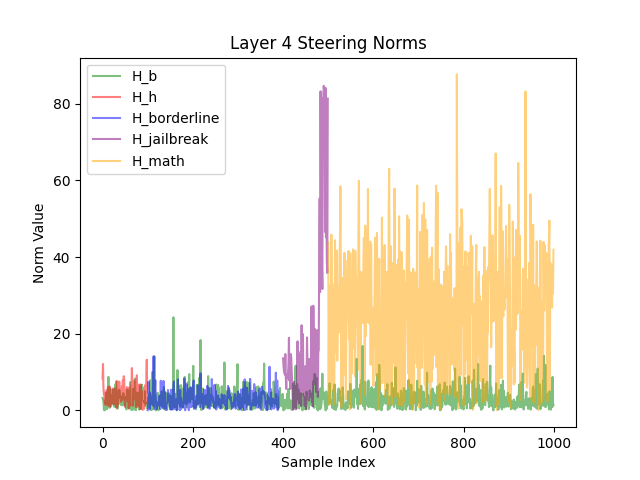 Layer 4 Steering Norms
H_b
H_h
H_borderline
H_jailbreak
H_math
Norm Value
80
60
40
20
0
0 200 400 600 800 1000
Sample Index